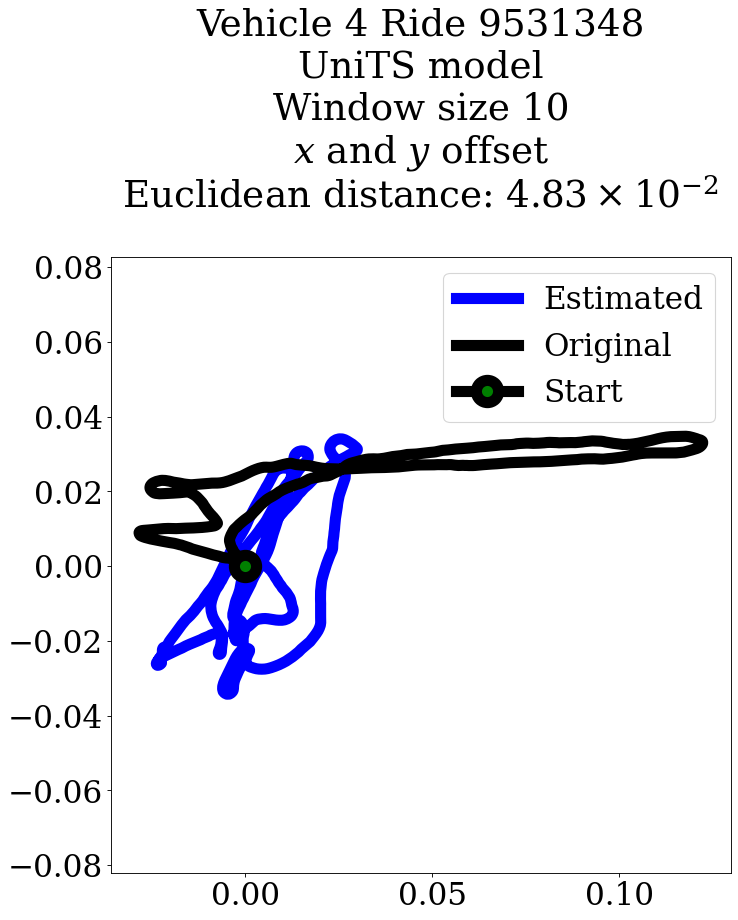 Vehicle 4 Ride 9531348
UniTS model
Window size 10
x and y offset
Euclidean distance: 4.83 × 10⁻²
0.08
0.06
0.04
0.02
0.00
−0.02
−0.04
−0.06
−0.08
Estimated
Original
Start
0.00 0.05 0.10